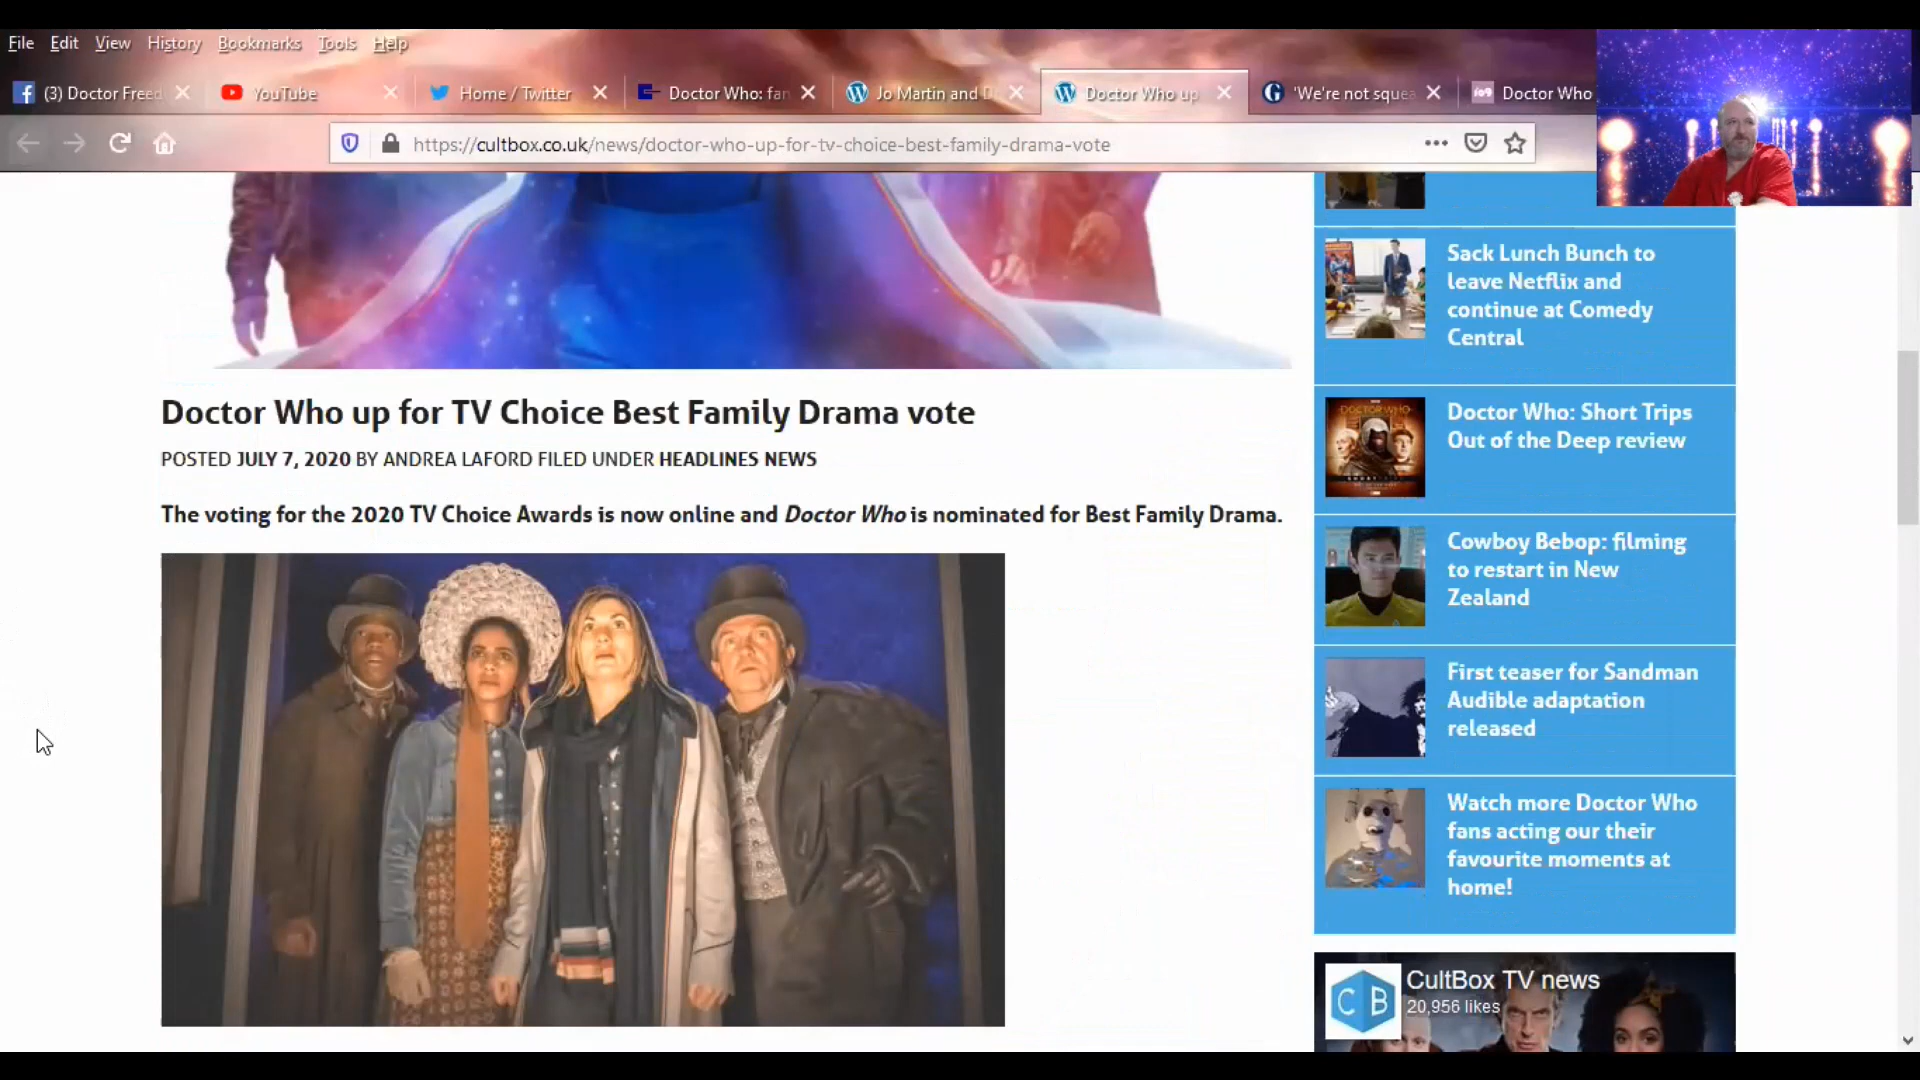 File Edit View History Bookmarks Tools Help
(3) Doctor Freed
YouTube
Home / Twitter
Doctor Who: fan
Jo Martin and D
Doctor Who up
'We're not squea
Doctor Who
https://cultbox.co.uk/news/doctor-who-up-for-tv-choice-best-family-drama-vote
Doctor Who up for TV Choice Best Family Drama vote
POSTED JULY 7, 2020 BY ANDREA LAFORD FILED UNDER HEADLINES NEWS
The voting for the 2020 TV Choice Awards is now online and Doctor Who is nominated for Best Family Drama.
Sack Lunch Bunch to
leave Netflix and
continue at Comedy
Central
Doctor Who: Short Trips
Out of the Deep review
Cowboy Bebop: filming
to restart in New
Zealand
First teaser for Sandman
Audible adaptation
released
Watch more Doctor Who
fans acting our their
favourite moments at
home!
CB
CultBox TV news
20,956 likes